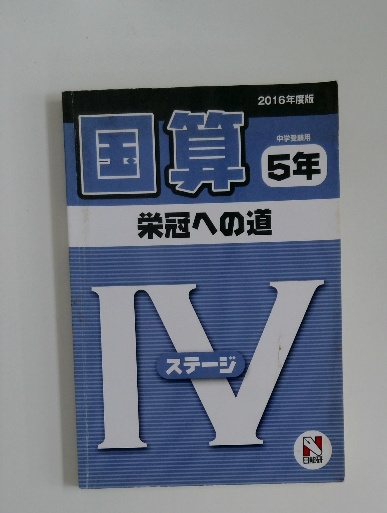 2016年度版
国算
中学受験用
5年
栄冠への道
IV
ステージ
N
日能研